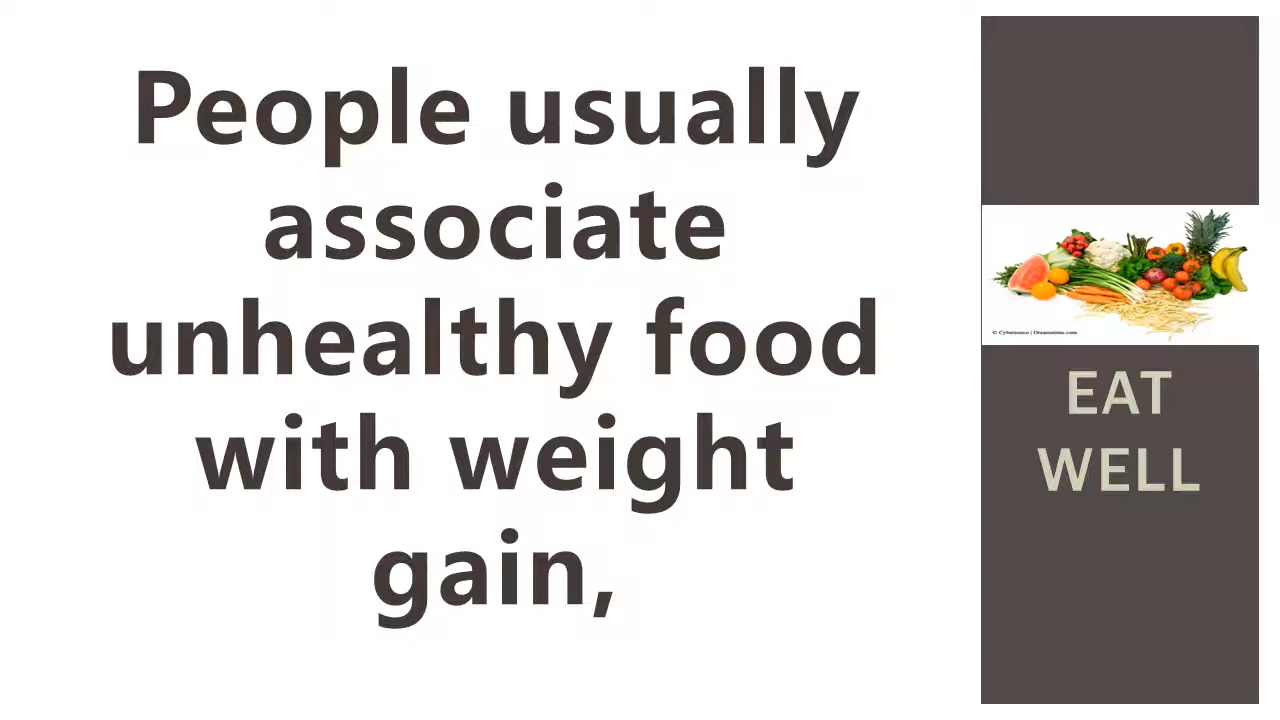 People usually
associate
unhealthy food
with weight
gain,
EAT
WELL